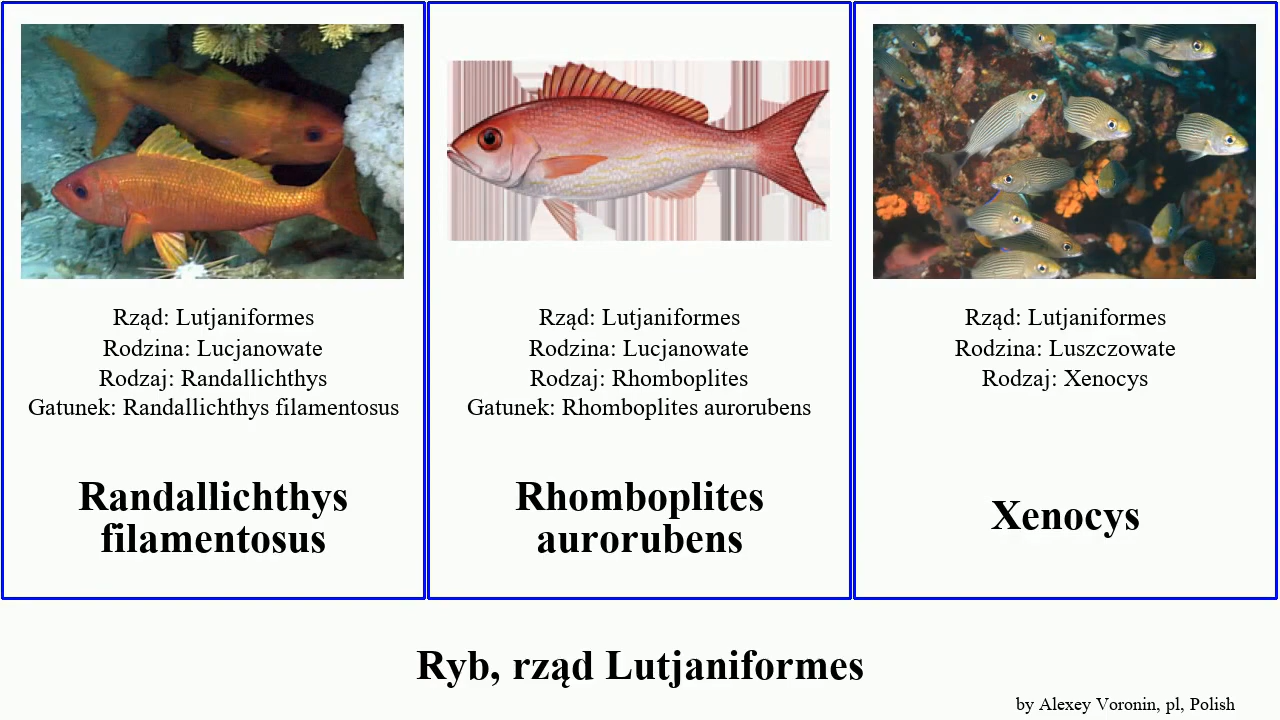 Rząd: Lutjaniformes
Rodzina: Lucjanowate
Rodzaj: Randallichthys
Gatunek: Randallichthys filamentosus
Randallichthys
filamentosus
Rząd: Lutjaniformes
Rodzina: Lucjanowate
Rodzaj: Rhomboplites
Gatunek: Rhomboplites aurorubens
Rhomboplites
aurorubens
Rząd: Lutjaniformes
Rodzina: Luszczowate
Rodzaj: Xenocys
Xenocys
Ryb, rząd Lutjaniformes
by Alexey Voronin, pl, Polish